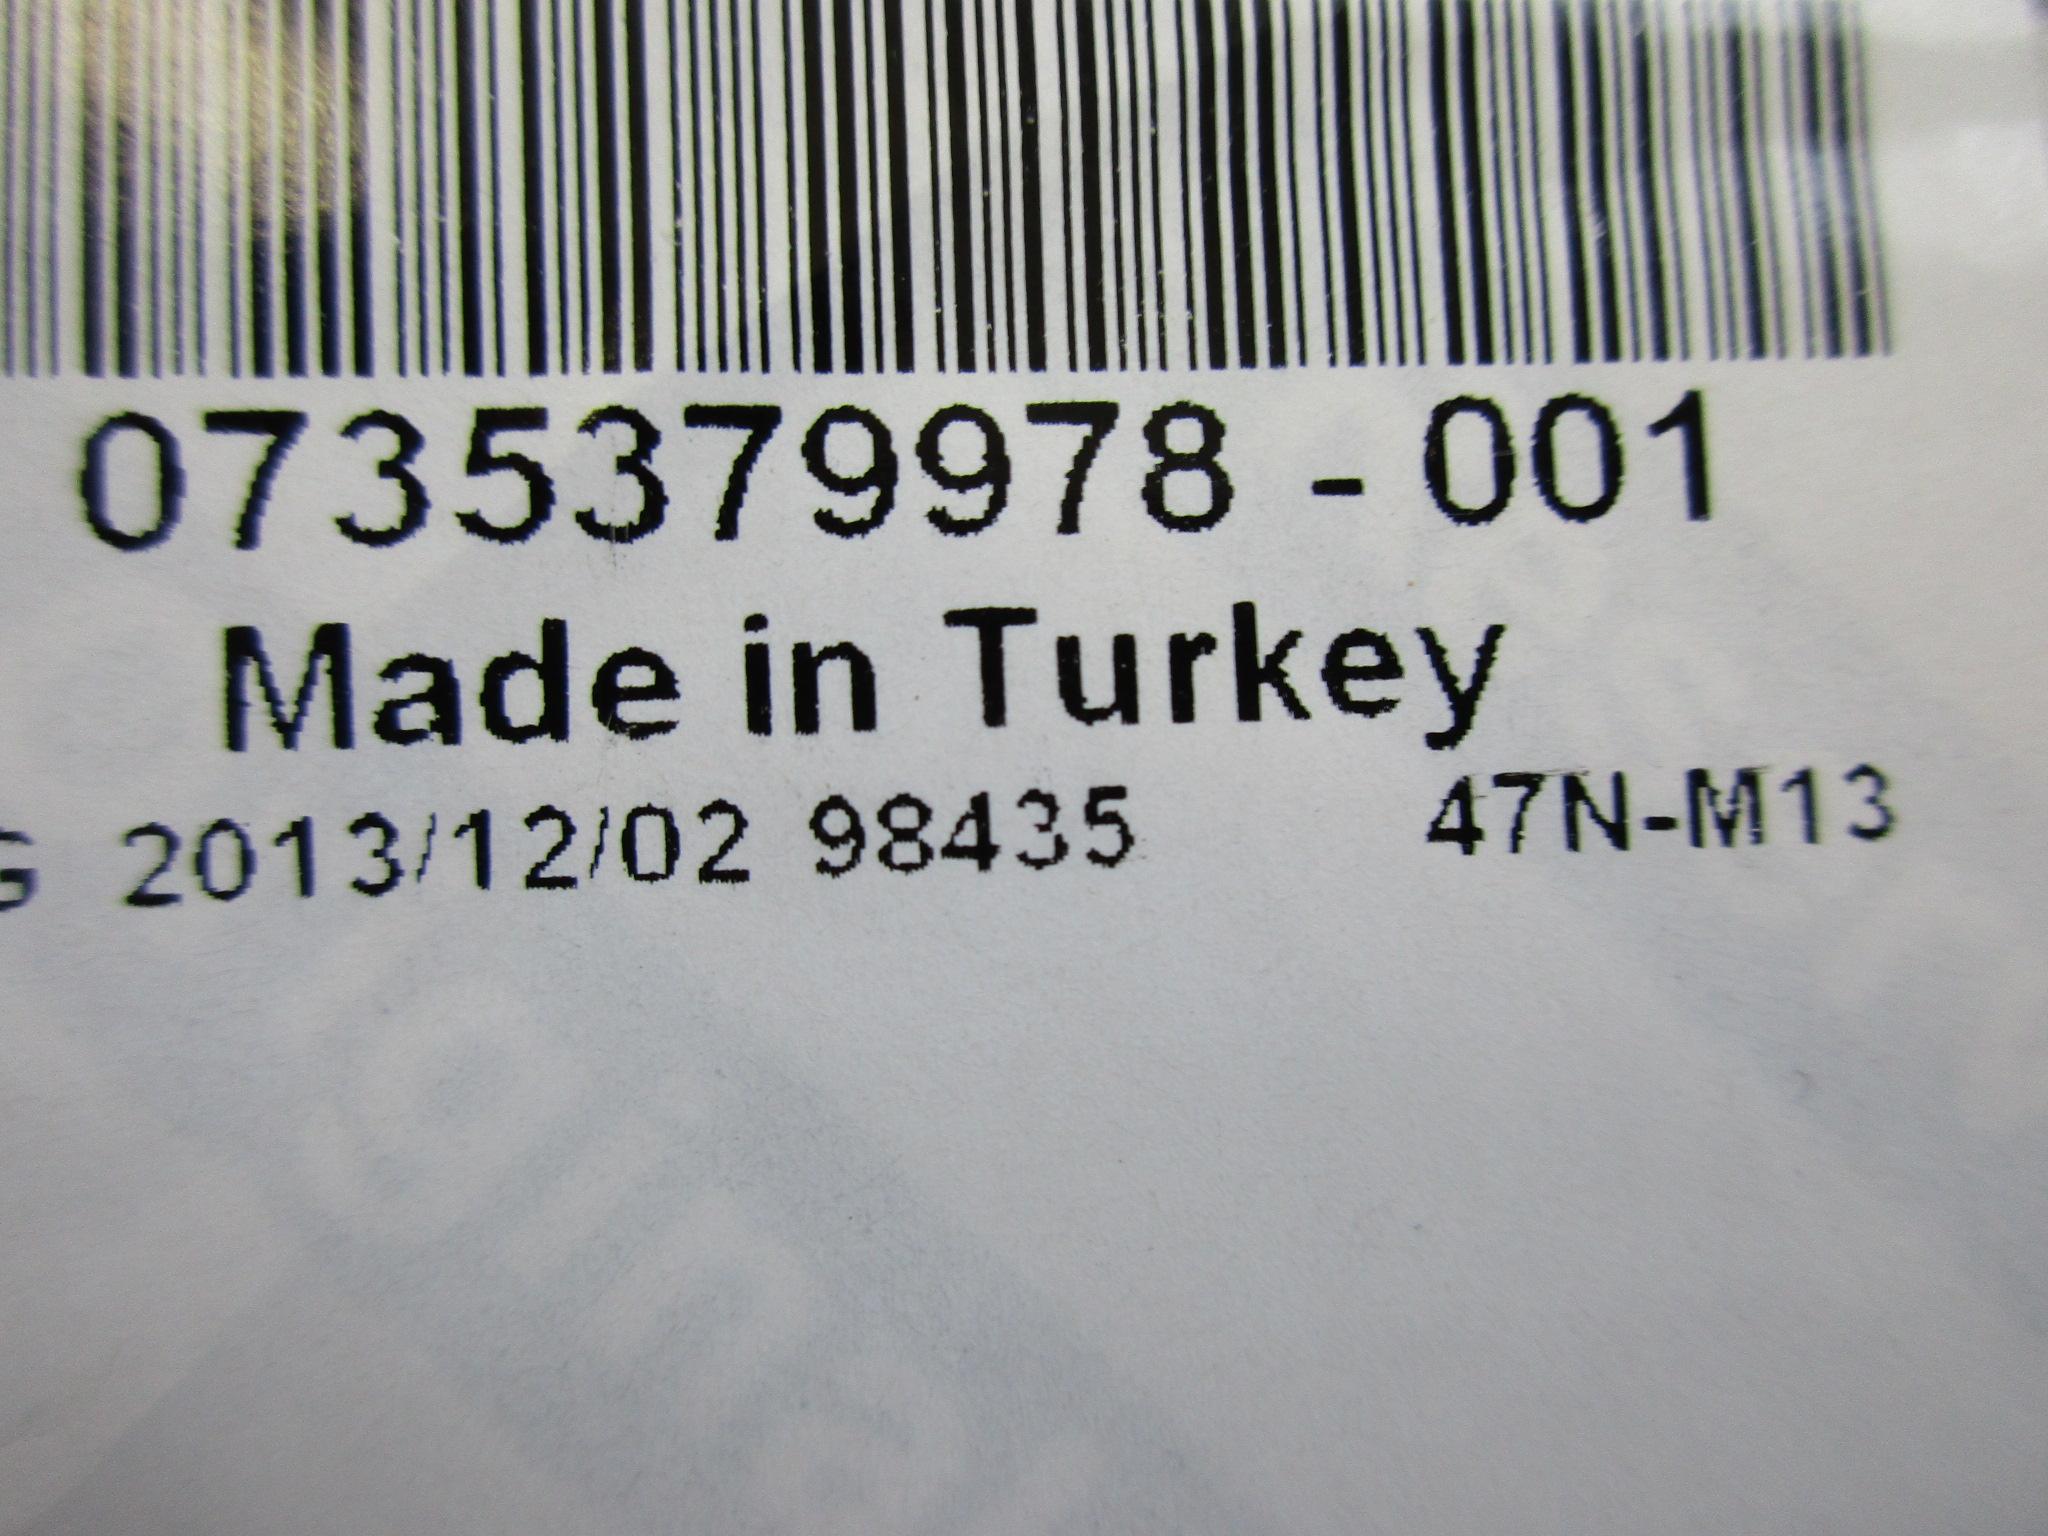 0735379978 - 001
Made in Turkey
G 2013/12/02 98435 47N-M13